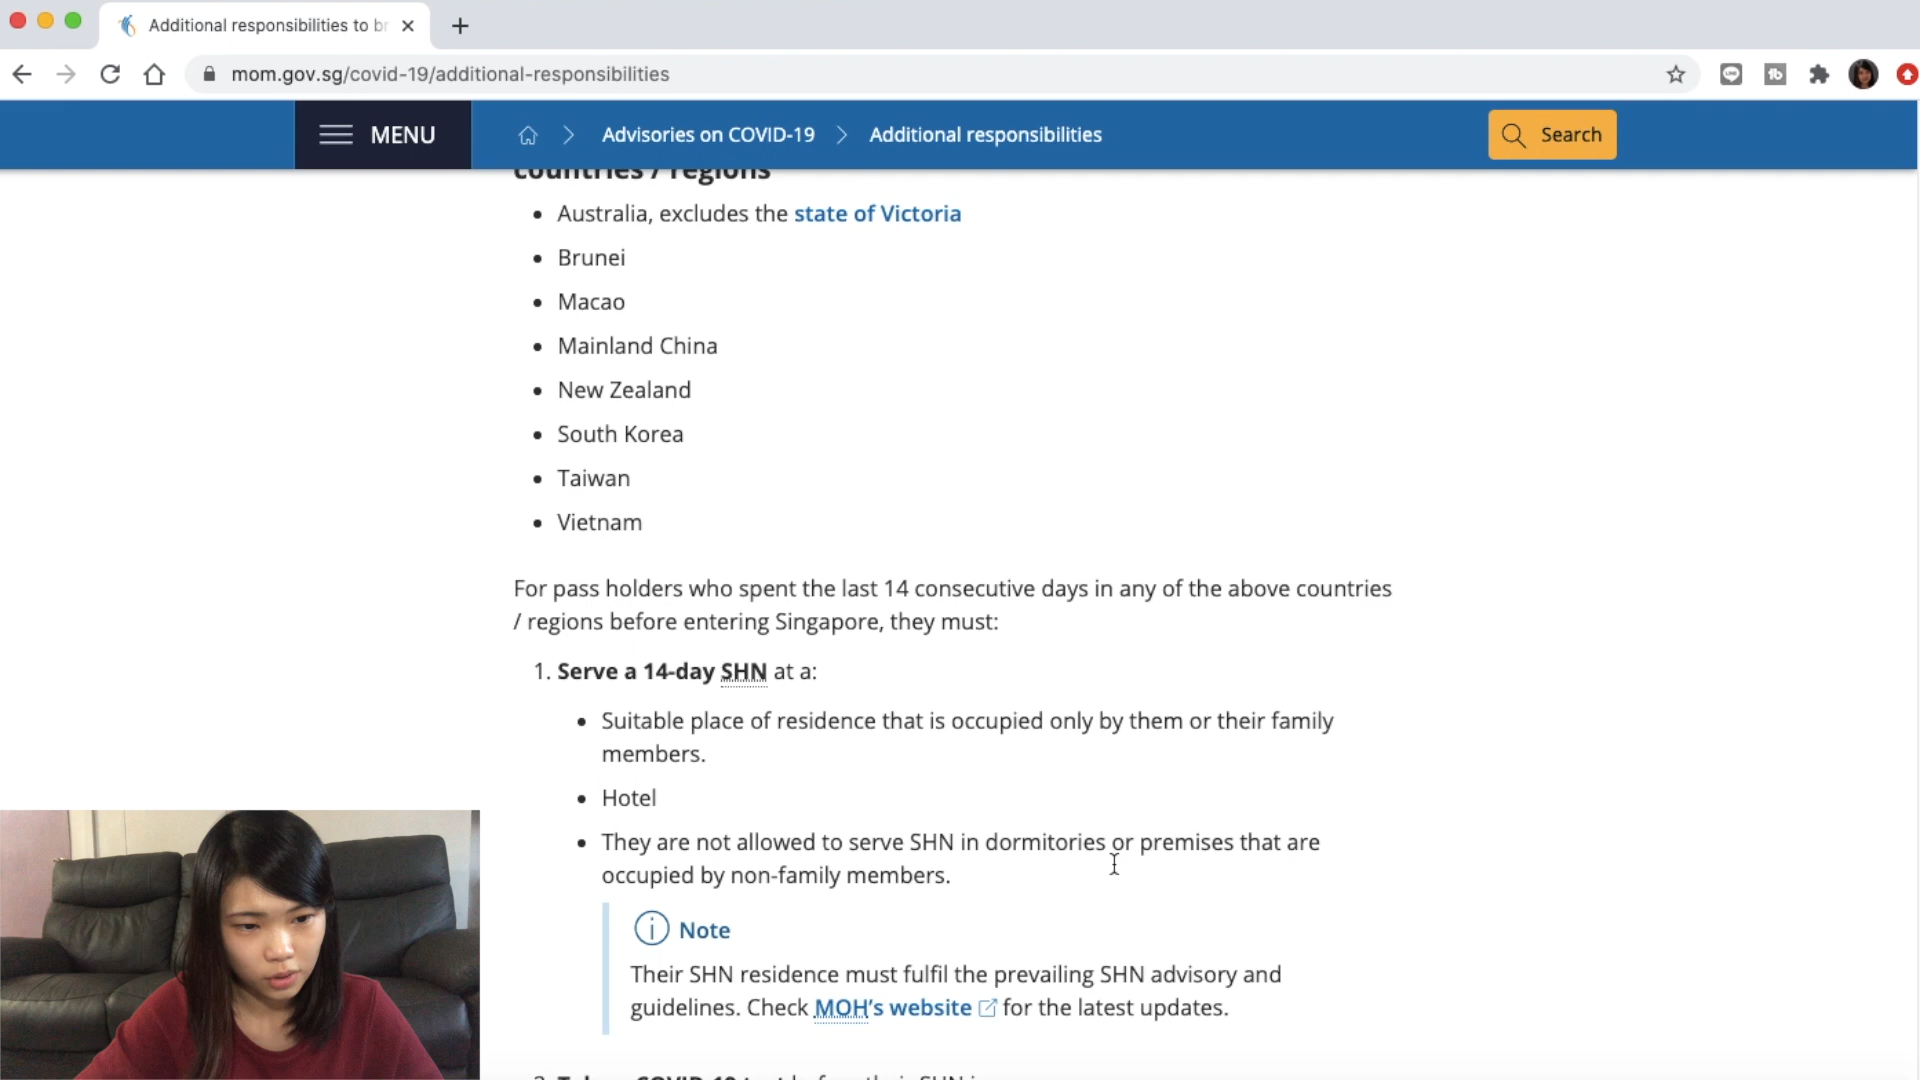 Additional responsibilities to br
mom.gov.sg/covid-19/additional-responsibilities
MENU
Advisories on COVID-19
Additional responsibilities
Search
countries / regions
Australia, excludes the state of Victoria
Brunei
Macao
Mainland China
New Zealand
South Korea
Taiwan
Vietnam
For pass holders who spent the last 14 consecutive days in any of the above countries
/ regions before entering Singapore, they must:
1. Serve a 14-day SHN at a:
Suitable place of residence that is occupied only by them or their family
members.
Hotel
They are not allowed to serve SHN in dormitories or premises that are
occupied by non-family members.
Note
Their SHN residence must fulfil the prevailing SHN advisory and
guidelines. Check MOH's website for the latest updates.